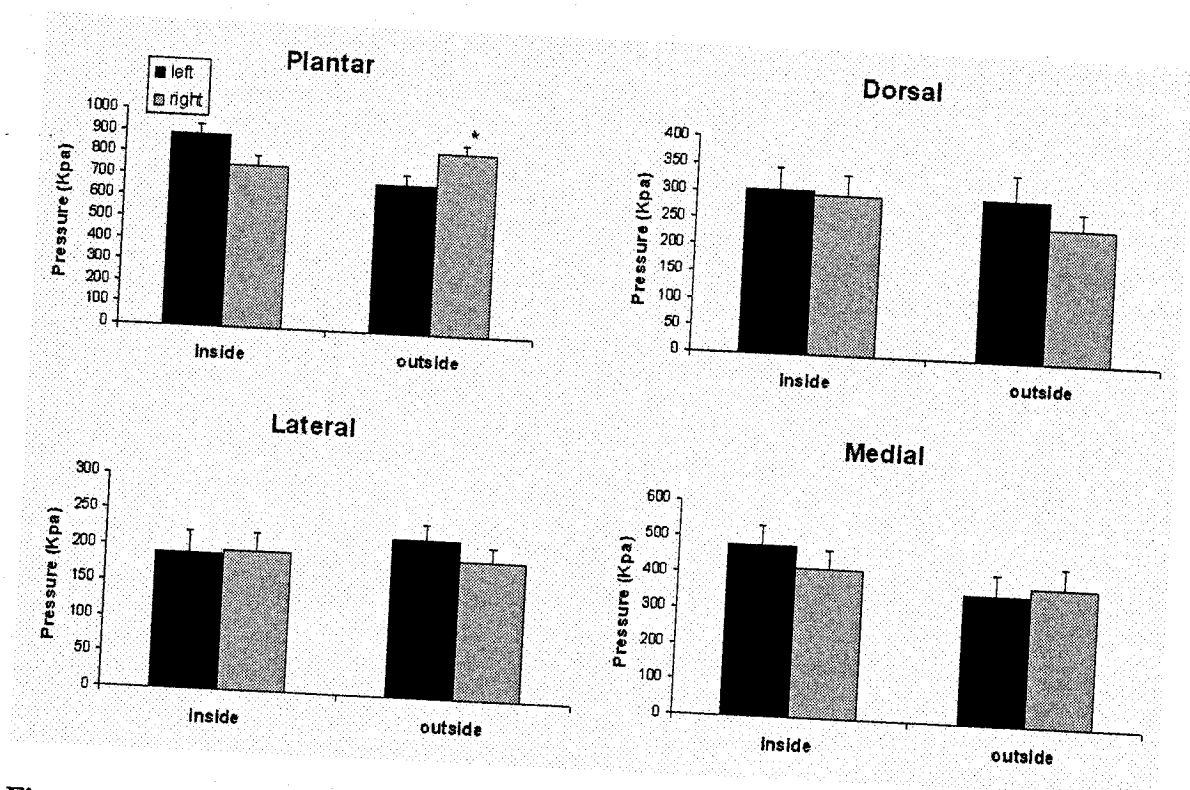 Plantar
left
right
*
1000
900
800
700
600
500
400
300
200
100
0
Pressure (Kpa)
Inside
outside
Dorsal
400
350
300
250
200
150
100
50
0
Pressure (Kpa)
Inside
outside
Lateral
300
250
200
150
100
50
0
Pressure (Kpa)
Inside
outside
Medial
600
500
400
300
200
100
0
Pressure (Kpa)
Inside
outside